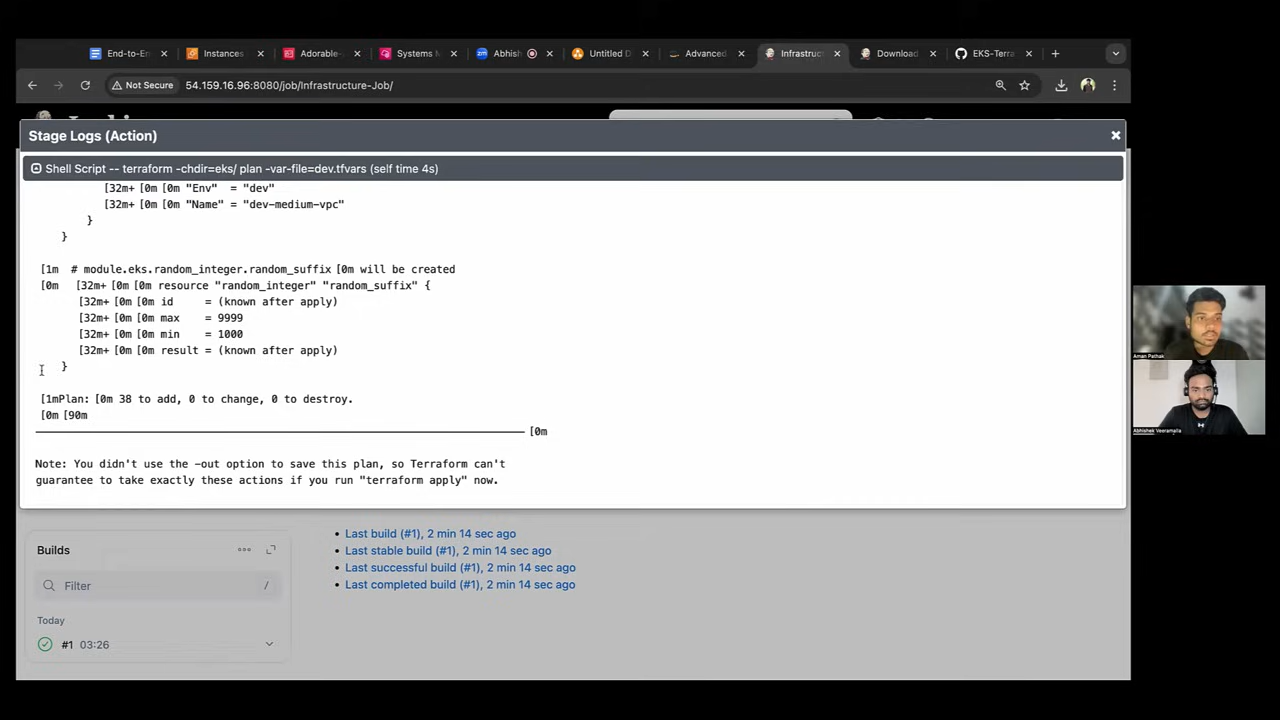 End-to-En
Instances
Adorable-
Systems M
Abhish
Untitled D
Advanced
Infrastruc
Download
EKS-Terra
Not Secure
54.159.16.96:8080/job/Infrastructure-Job/
Stage Logs (Action)
Shell Script -- terraform -chdir=eks/ plan -var-file=dev.tfvars (self time 4s)
[32m+ [0m [0m "Env"  = "dev"
[32m+ [0m [0m "Name" = "dev-medium-vpc"
}
}
[1m  # module.eks.random_integer.random_suffix [0m will be created
[0m  [32m+ [0m [0m resource "random_integer" "random_suffix" {
[32m+ [0m [0m id     = (known after apply)
[32m+ [0m [0m max    = 9999
[32m+ [0m [0m min    = 1000
[32m+ [0m [0m result = (known after apply)
}
[1mPlan: [0m 38 to add, 0 to change, 0 to destroy.
[0m [90m
[0m
Note: You didn't use the -out option to save this plan, so Terraform can't
guarantee to take exactly these actions if you run "terraform apply" now.
Last build (#1), 2 min 14 sec ago
Last stable build (#1), 2 min 14 sec ago
Last successful build (#1), 2 min 14 sec ago
Last completed build (#1), 2 min 14 sec ago
Builds
Filter
/
Today
#1 03:26
Aman Pathak
Abhishek Veeramalla